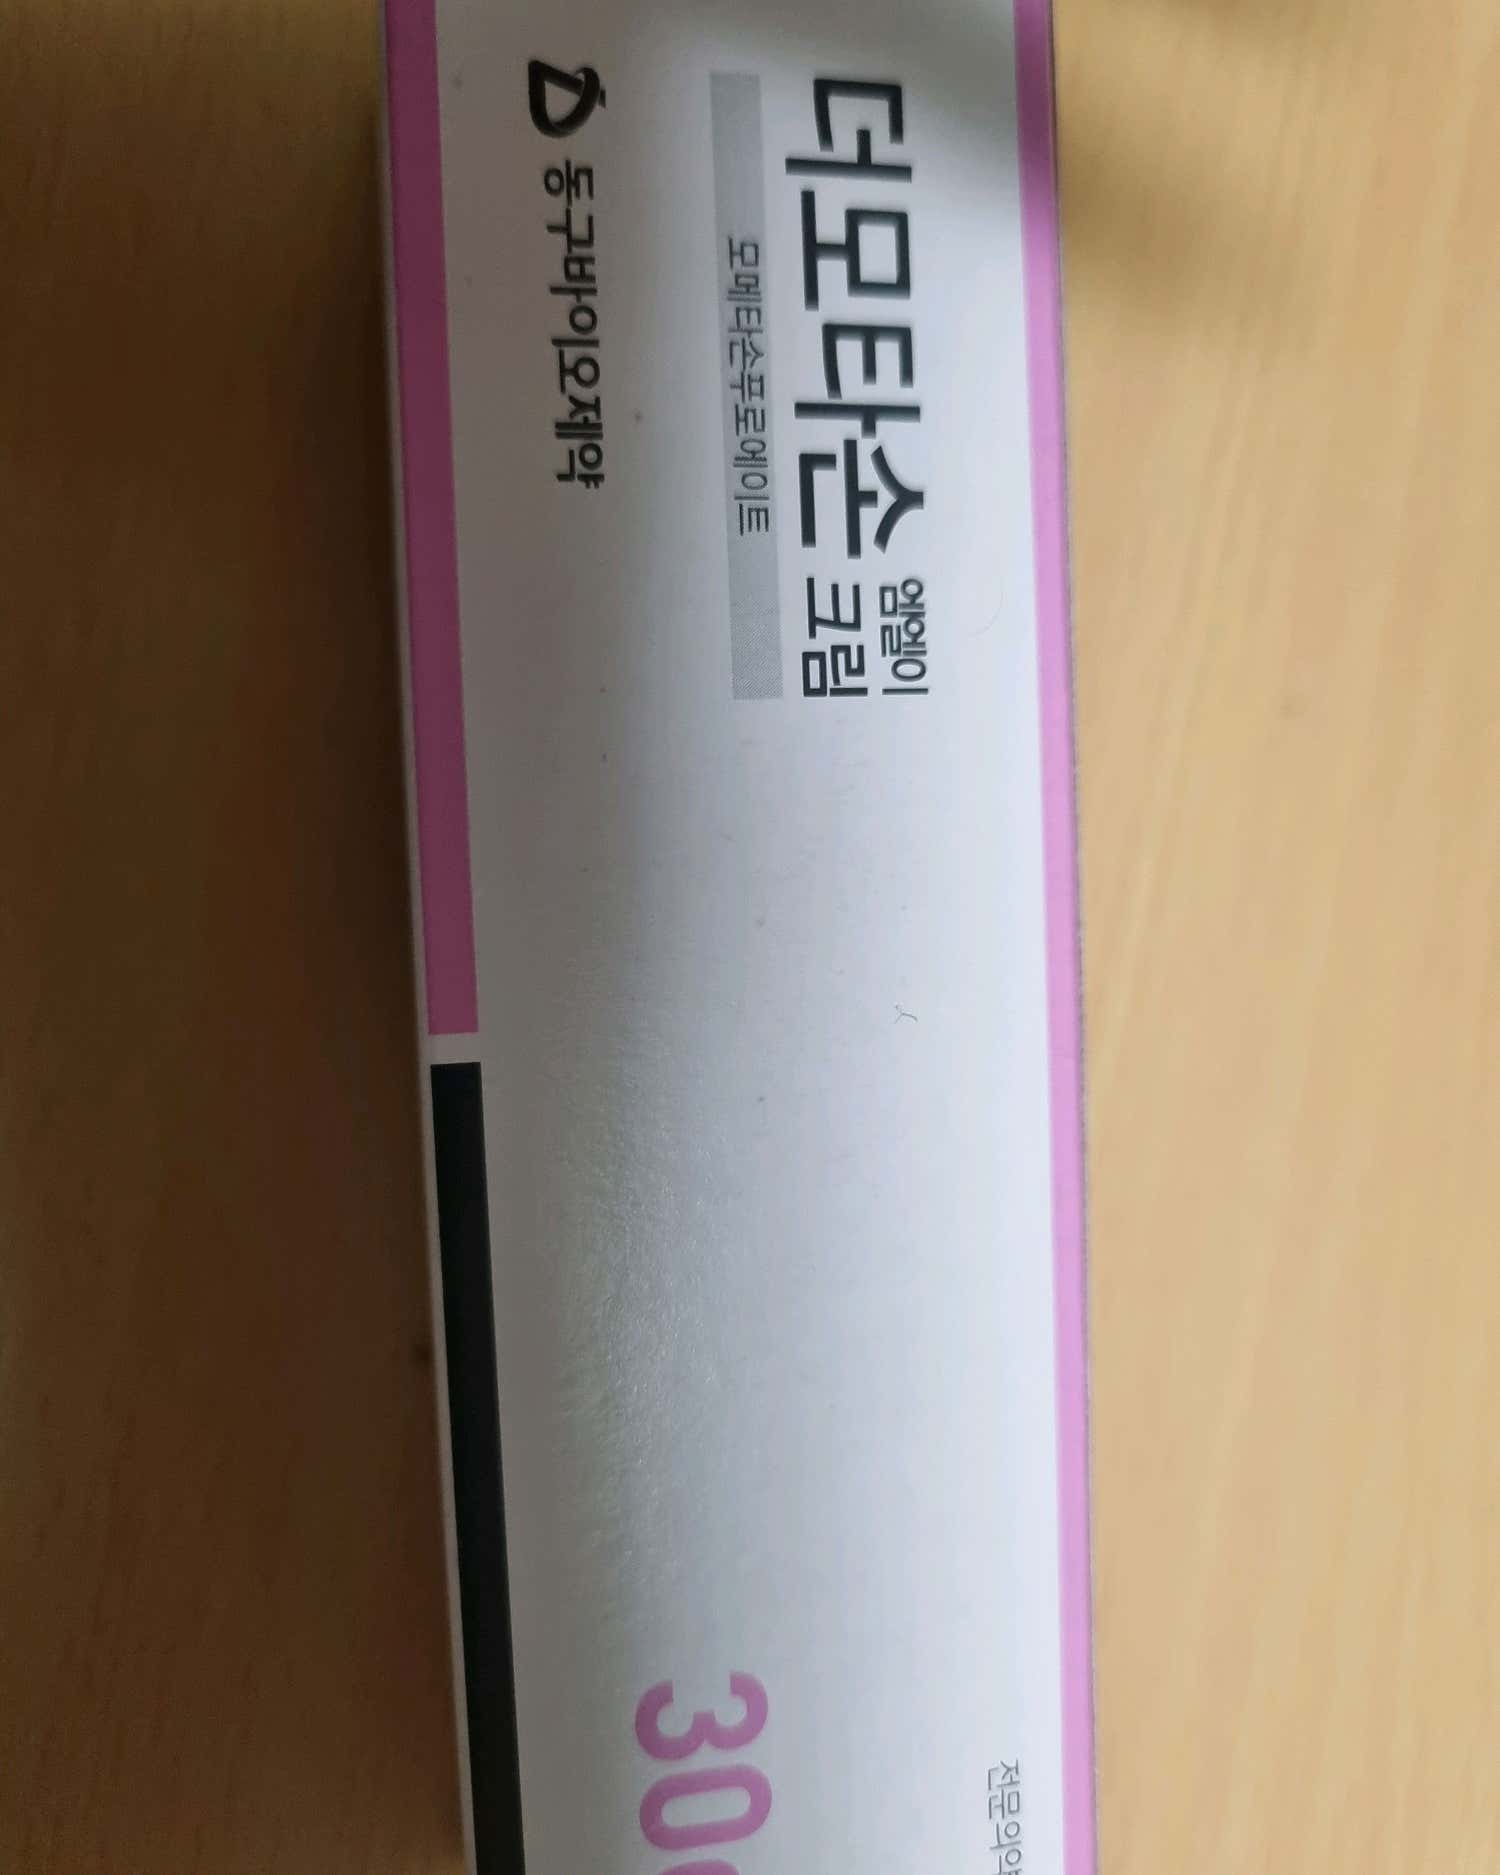 더모타손 엠엘이
크림
모메타손푸로에이트
동구바이오제약
전문의약
30g